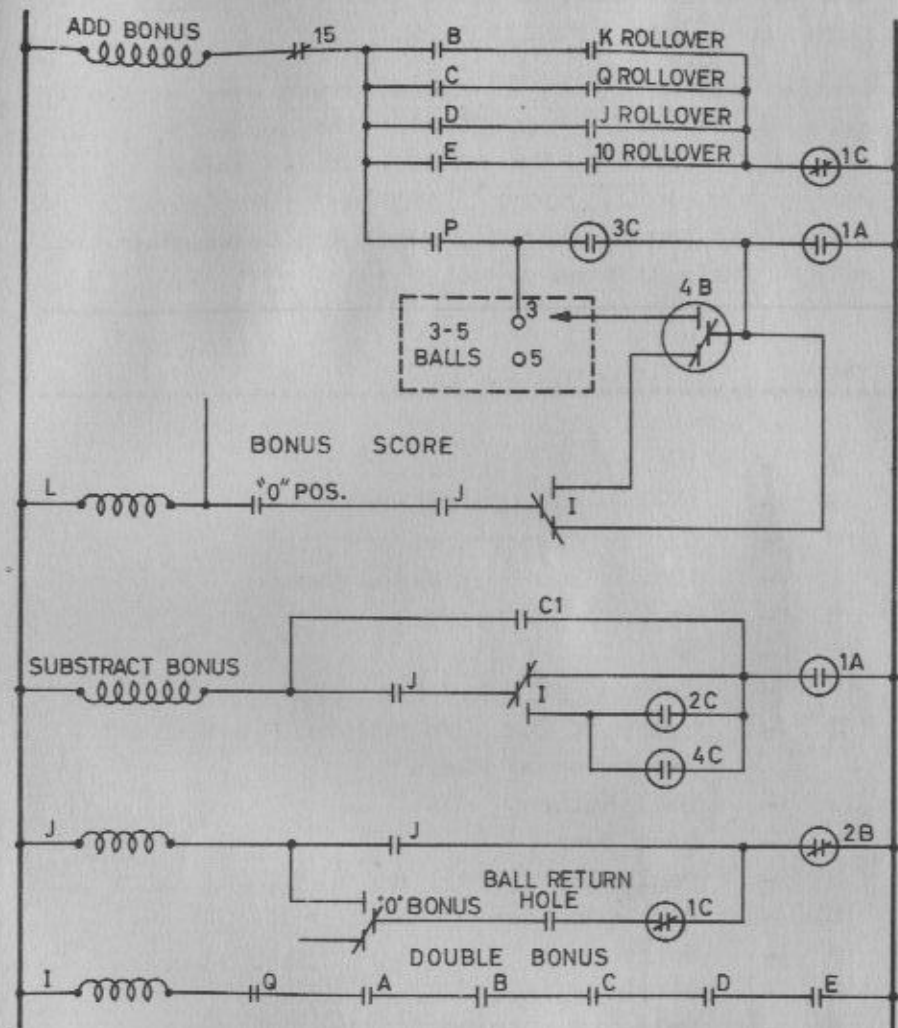 ADD BONUS
15
B
K ROLLOVER
C
Q ROLLOVER
D
J ROLLOVER
E
10 ROLLOVER
1C
P
3C
1A
4B
3
3-5
BALLS
5
BONUS SCORE
L
"0" POS.
J
I
C1
SUBSTRACT BONUS
J
I
1A
2C
4C
J
J
2B
"0" BONUS
BALL RETURN
HOLE
1C
DOUBLE BONUS
I
Q
A
B
C
D
E